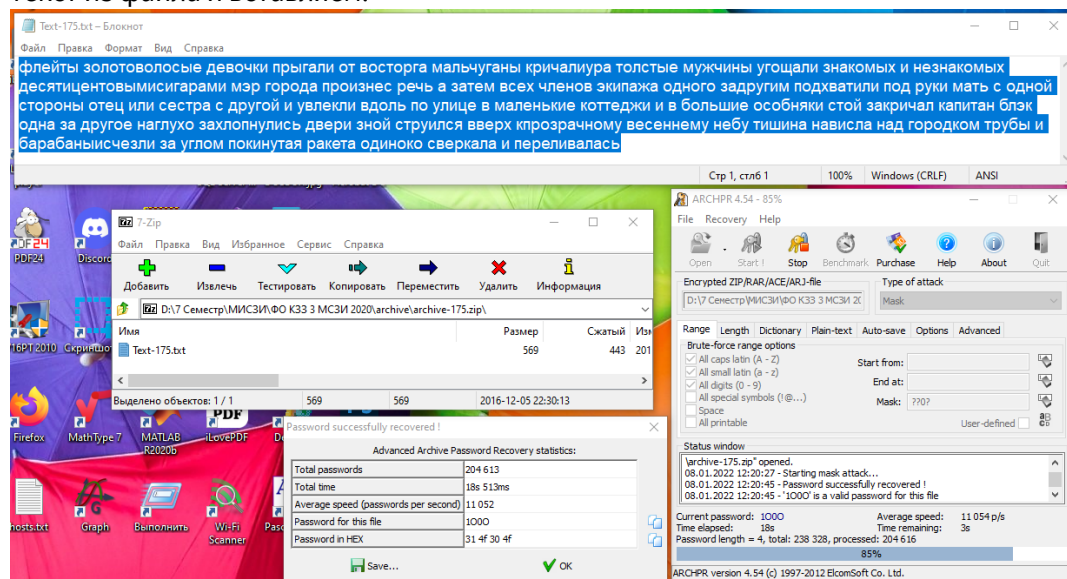 Text-175.txt – Блокнот
Файл Правка Формат Вид Справка
флейты золотоволосые девочки прыгали от восторга мальчуганы кричалиура толстые мужчины угощали знакомых и незнакомых
десятицентовымисигарами мэр города произнес речь а затем всех членов экипажа одного задругим подхватили под руки мать с одной
стороны отец или сестра с другой и увлекли вдоль по улице в маленькие коттеджи и в большие особняки стой закричал капитан блэк
одна за другое наглухо захлопнулись двери зной струился вверх кпрозрачному весеннему небу тишина нависла над городком трубы и
барабаныисчезли за углом покинутая ракета одиноко сверкала и переливалась
Стр 1, стлб 1 100% Windows (CRLF) ANSI
PDF24 Discord
16РТ2010 Скриншот
Firefox MathType 7 MATLAB R2020b iLovePDF
hosts.txt Graph Выполнить Wi-Fi Scanner
7-Zip
Файл Правка Вид Избранное Сервис Справка
Добавить Извлечь Тестировать Копировать Переместить Удалить Информация
D:\7 Семестр\МИСЗИ\ФО КЗЗ 3 МСЗИ 2020\archive\archive-175.zip\
Имя Размер Сжатый
Text-175.txt 569 443 201
Выделено объектов: 1 / 1 569 569 2016-12-05 22:30:13
Password successfully recovered !
Advanced Archive Password Recovery statistics:
Total passwords 204 613
Total time 18s 513ms
Average speed (passwords per second) 11 052
Password for this file 1O0O
Password in HEX 31 4f 30 4f
Save... OK
ARCHPR 4.54 - 85%
File Recovery Help
Open Start ! Stop Benchmark Purchase Help About Quit
Encrypted ZIP/RAR/ACE/ARJ-file Type of attack
D:\7 Семестр\МИСЗИ\ФО КЗЗ 3 МСЗИ 2 Mask
Range Length Dictionary Plain-text Auto-save Options Advanced
Brute-force range options
All caps latin (A - Z) Start from:
All small latin (a - z)
All digits (0 - 9) End at:
All special symbols (!@...) Mask: ??0?
Space
All printable User-defined
Status window
\archive-175.zip" opened.
08.01.2022 12:20:27 - Starting mask attack...
08.01.2022 12:20:45 - Password successfully recovered !
08.01.2022 12:20:45 - '1O0O' is a valid password for this file
Current password: 1O0O Average speed: 11 054 p/s
Time elapsed: 18s Time remaining: 3s
Password length = 4, total: 238 328, processed: 204 616
85%
ARCHPR version 4.54 (c) 1997-2012 ElcomSoft Co. Ltd.